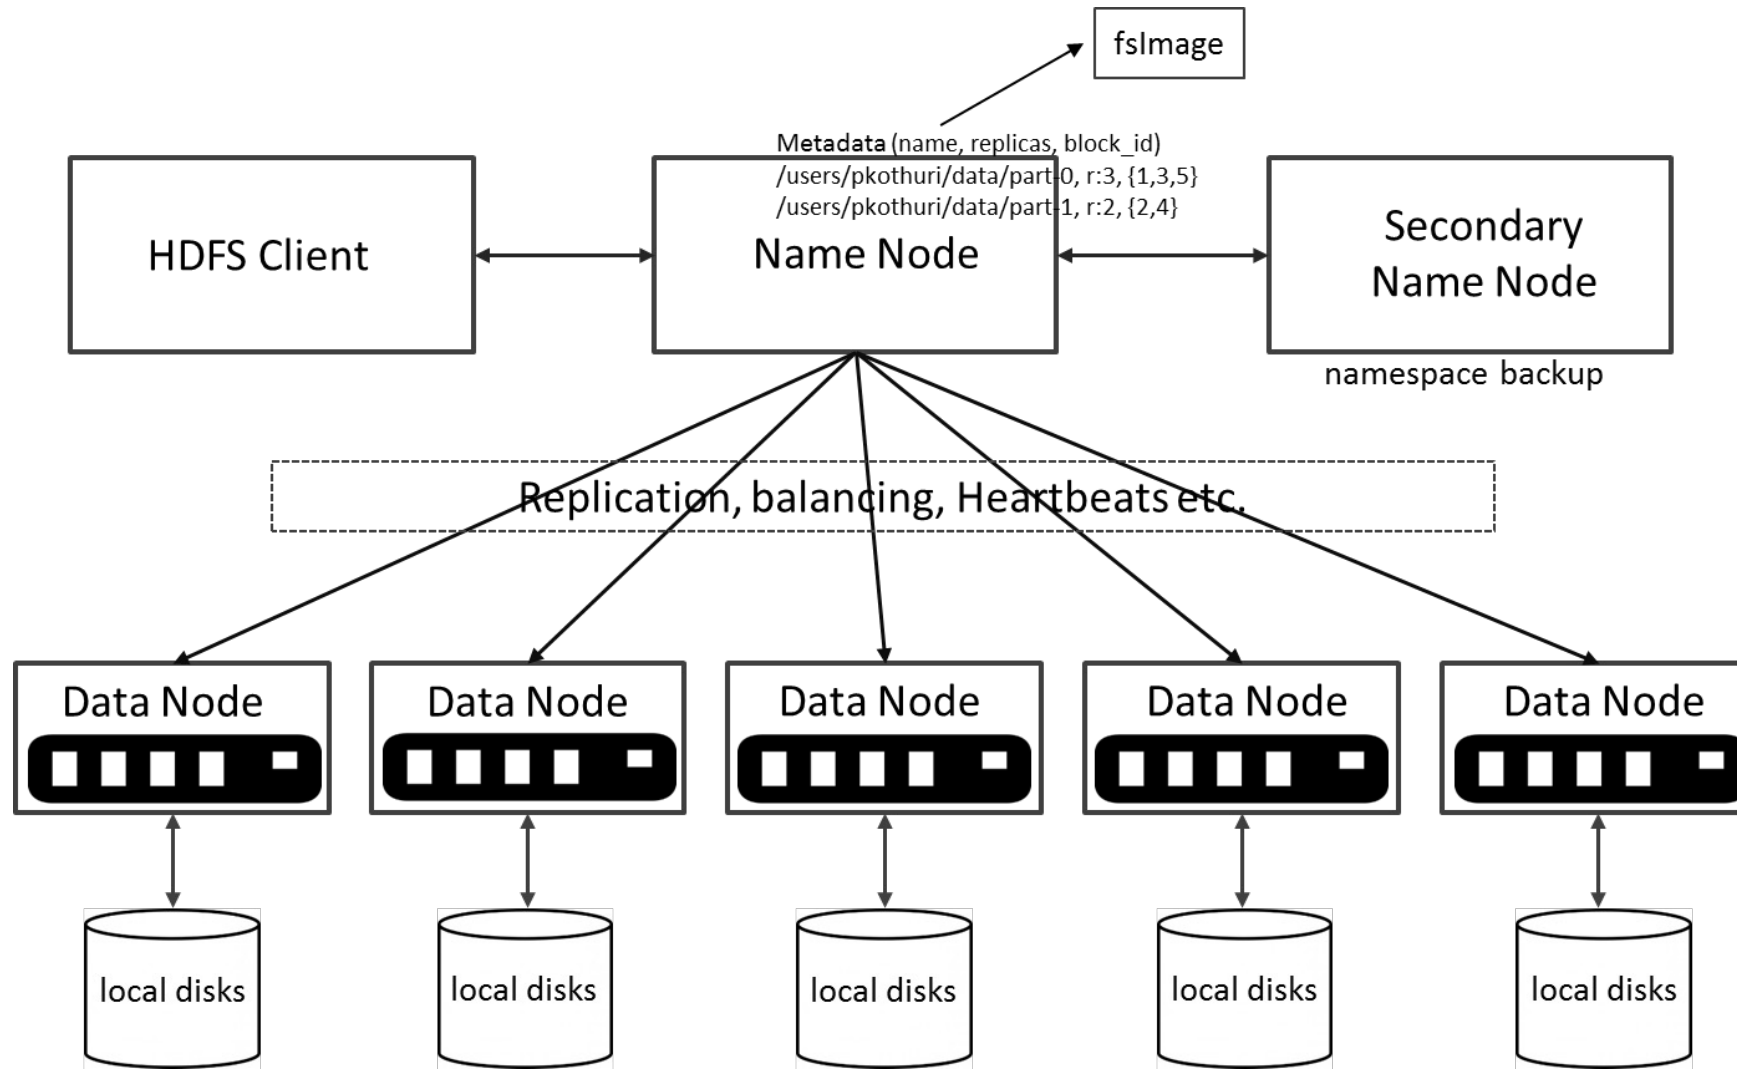 fsImage
Metadata (name, replicas, block_id)
/users/pkothuri/data/part-0, r:3, {1,3,5}
/users/pkothuri/data/part-1, r:2, {2,4}
HDFS Client
Name Node
Secondary
Name Node
namespace backup
Replication, balancing, Heartbeats etc.
Data Node
Data Node
Data Node
Data Node
Data Node
local disks
local disks
local disks
local disks
local disks